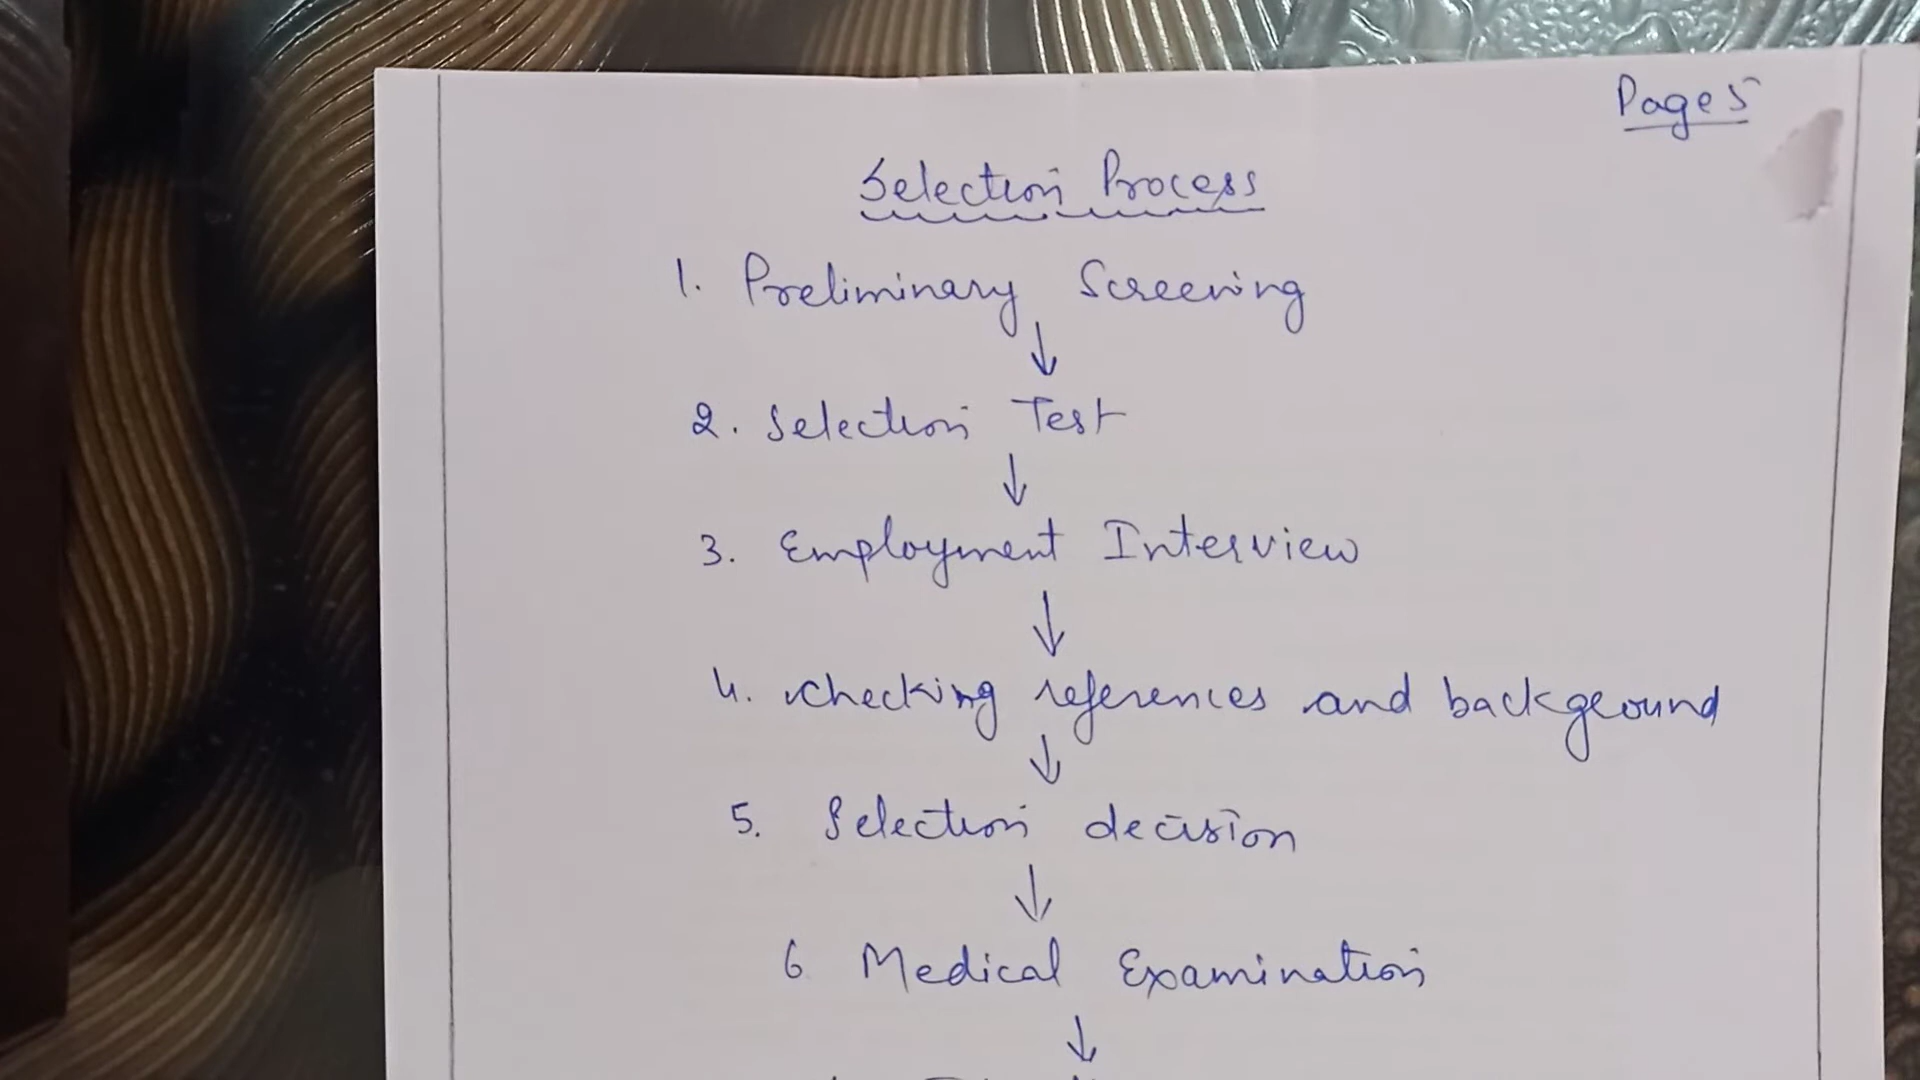 Page 5
Selection Process
1. Preliminary Screening
↓
2. Selection Test
↓
3. Employment Interview
↓
4. checking references and background
↓
5. Selection decision
↓
6 Medical Examination
↓